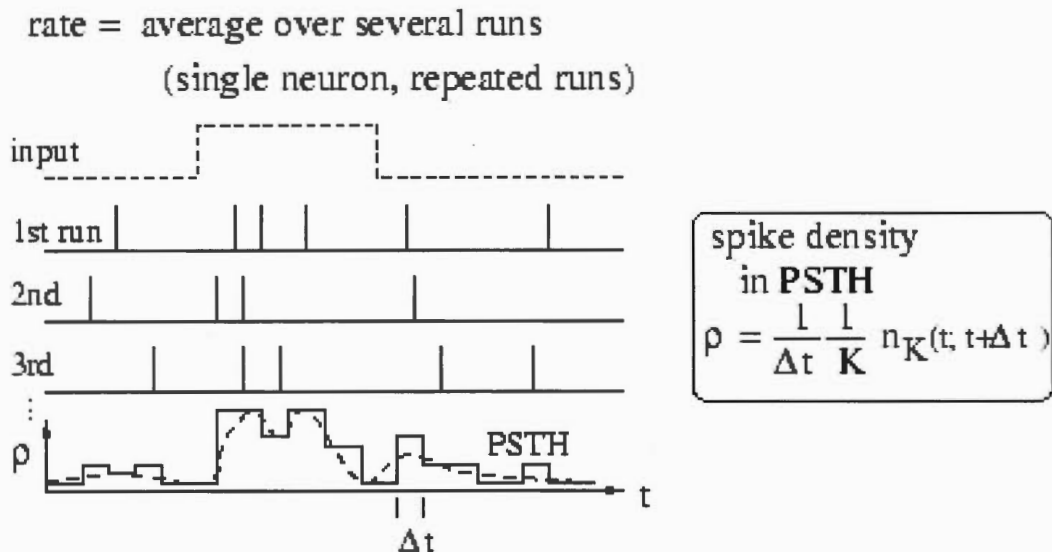 rate = average over several runs
(single neuron, repeated runs)
input
1st run
2nd
3rd
⋮
ρ
PSTH
t
Δt
spike density
in PSTH
ρ = 1/Δt 1/K n_K(t; t+Δt)